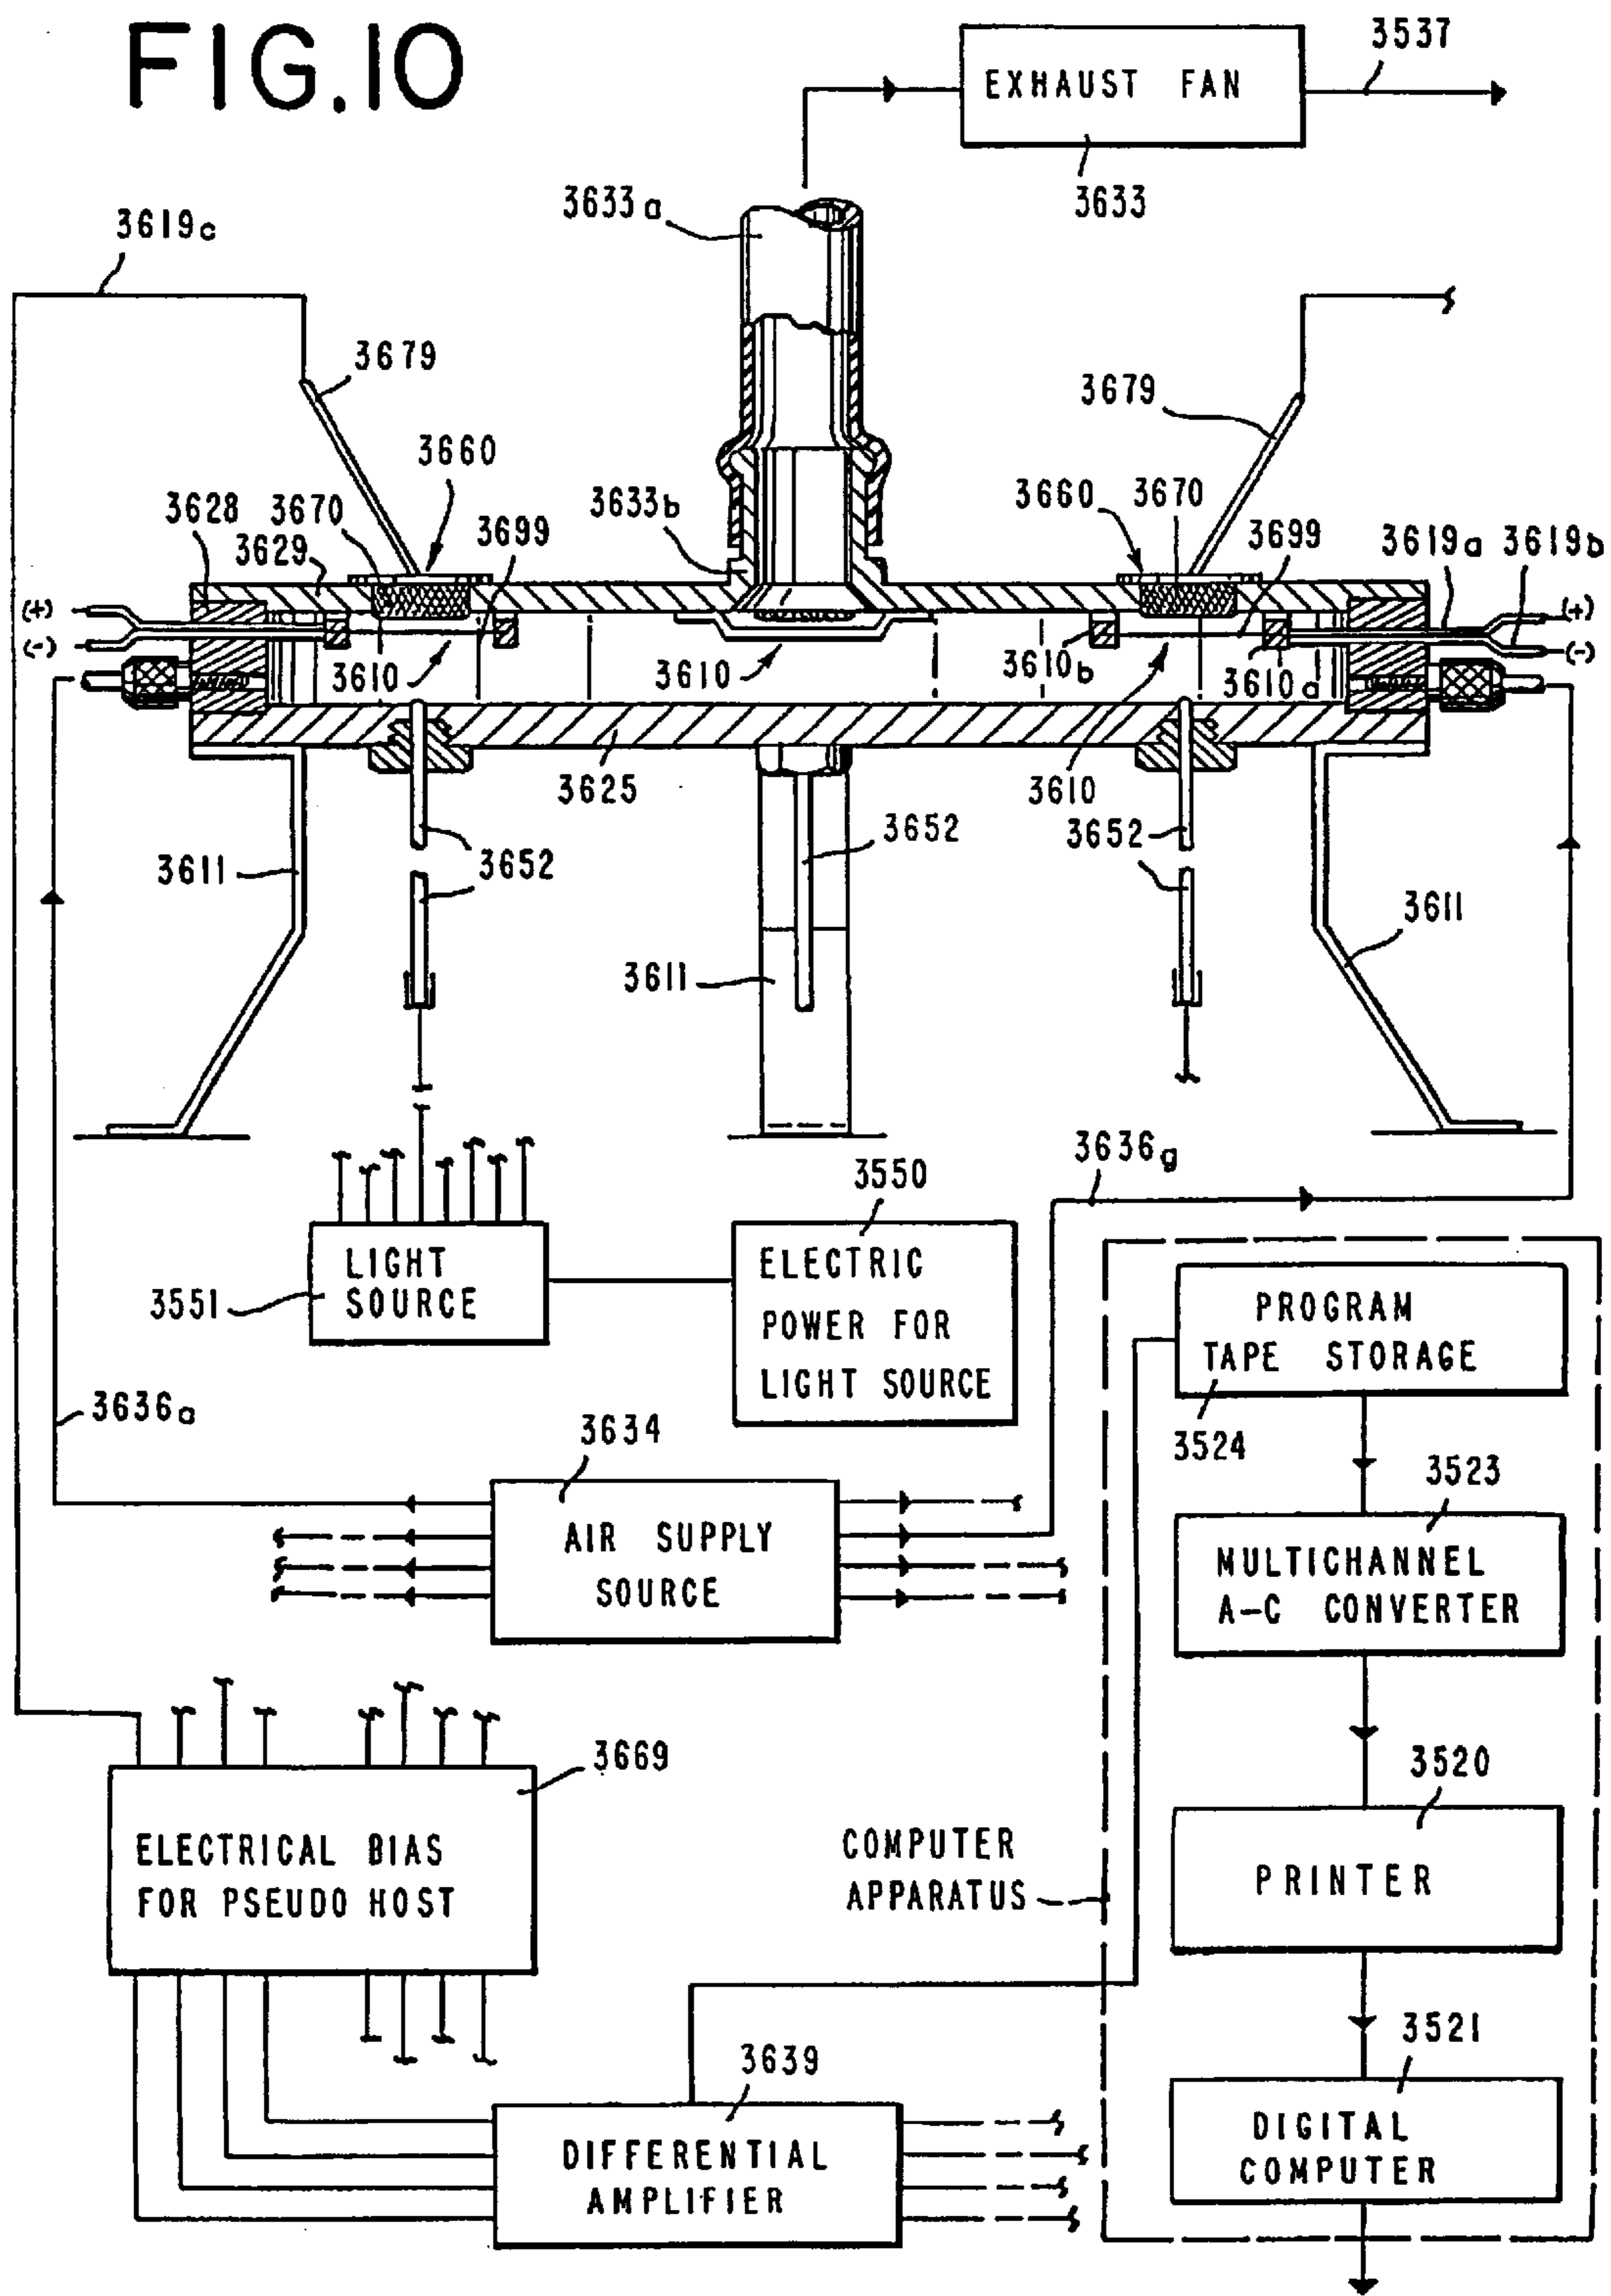 FIG.10
3537
EXHAUST FAN
3633
3633a
3619c
3679
3679
3660
3670
3628
3629
3699
3633b
3660
3670
3699
3619a
3619b
(+)
(-)
(+)
(-)
3610
3610
3610b
3610a
3610
3625
3652
3652
3652
3611
3611
3611
3636g
3550
LIGHT
SOURCE
3551
ELECTRIC
POWER FOR
LIGHT SOURCE
PROGRAM
TAPE STORAGE
3524
3636a
3634
AIR SUPPLY
SOURCE
3523
MULTICHANNEL
A-C CONVERTER
3669
ELECTRICAL BIAS
FOR PSEUDO HOST
3520
PRINTER
COMPUTER
APPARATUS
3521
DIGITAL
COMPUTER
3639
DIFFERENTIAL
AMPLIFIER